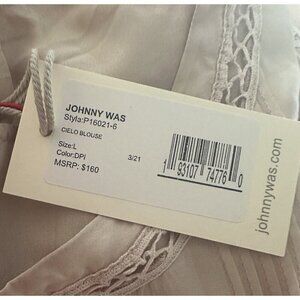 JOHNNY WAS
Style:P16021-6
CIELO BLOUSE
Size:L
Color:DPI
3/21
MSRP: $160
1 93107 74776 0
johnnywas.com